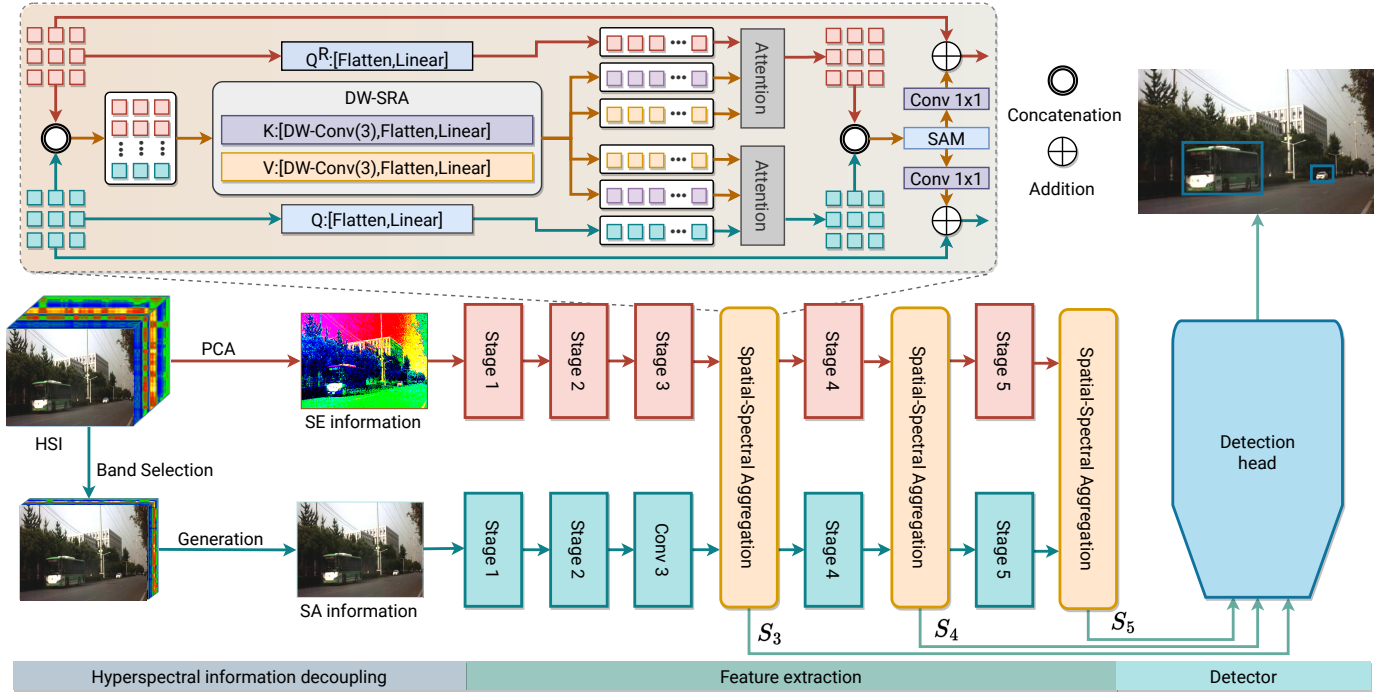 Q^R:[Flatten,Linear]
DW-SRA
K:[DW-Conv(3),Flatten,Linear]
V:[DW-Conv(3),Flatten,Linear]
Q:[Flatten,Linear]
Attention
Attention
Conv 1x1
SAM
Conv 1x1
Concatenation
Addition
HSI
PCA
SE information
Band Selection
Generation
SA information
Stage 1
Stage 2
Stage 3
Spatial-Spectral Aggregation
Stage 4
Spatial-Spectral Aggregation
Stage 5
Spatial-Spectral Aggregation
Stage 1
Stage 2
Conv 3
Stage 4
Stage 5
S_3
S_4
S_5
Detection
head
Hyperspectral information decoupling
Feature extraction
Detector